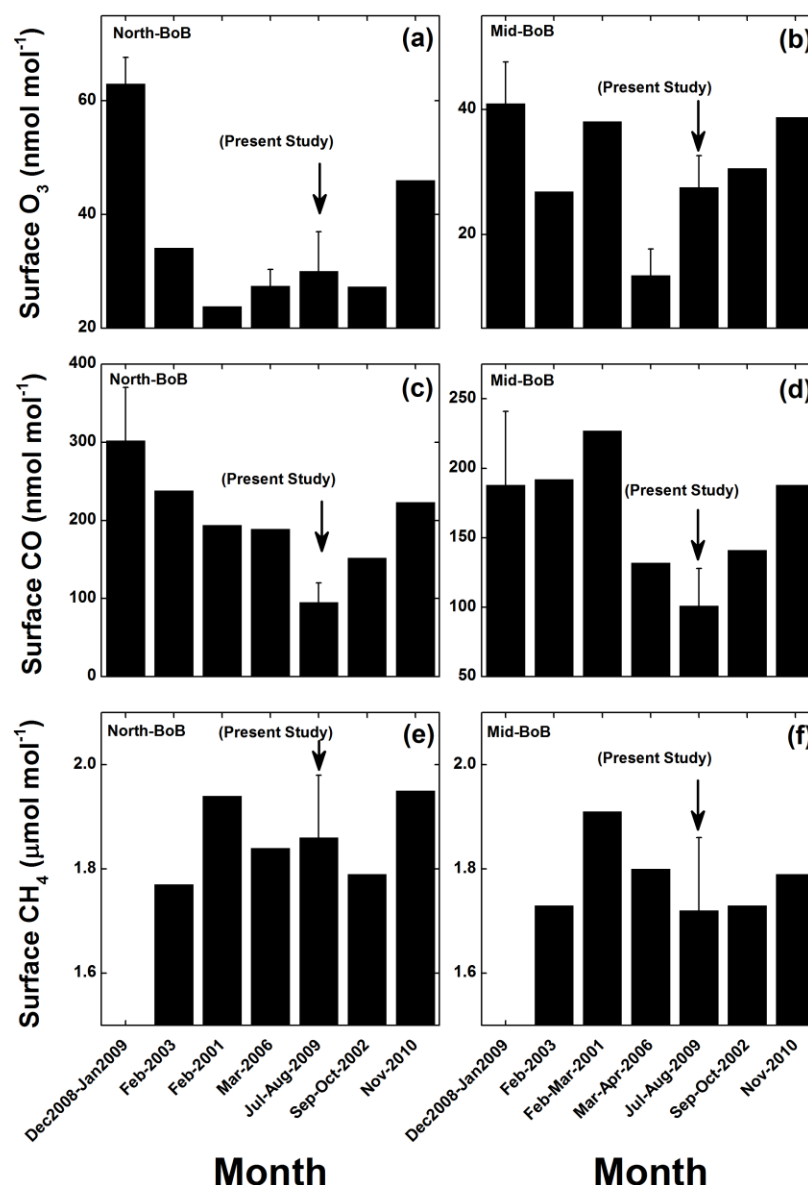 North-BoB
(a)
(Present Study)
60
40
20
Surface O3 (nmol mol-1)
Mid-BoB
(b)
(Present Study)
40
20
North-BoB
(c)
(Present Study)
400
300
200
100
0
Surface CO (nmol mol-1)
Mid-BoB
(d)
(Present Study)
250
200
150
100
50
North-BoB
(Present Study)
(e)
2.0
1.8
1.6
Surface CH4 (μmol mol-1)
Mid-BoB
(f)
(Present Study)
2.0
1.8
1.6
Dec2008-Jan2009
Feb-2003
Feb-2001
Mar-2006
Jul-Aug-2009
Sep-Oct-2002
Nov-2010
Month
Dec2008-Jan2009
Feb-2003
Feb-Mar-2001
Mar-Apr-2006
Jul-Aug-2009
Sep-Oct-2002
Nov-2010
Month